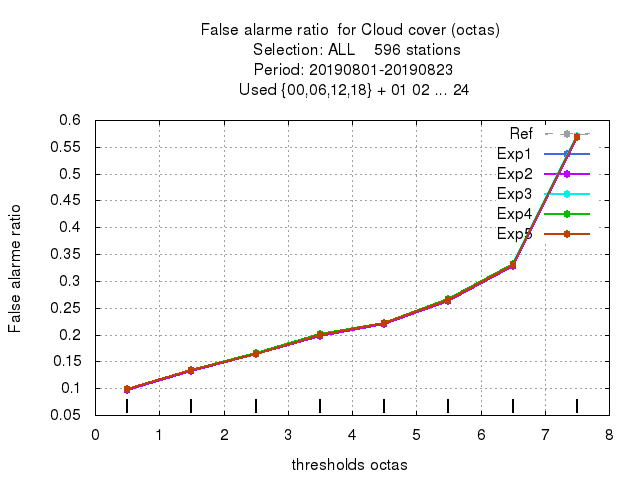 False alarme ratio  for Cloud cover (octas)
Selection: ALL    596 stations
Period: 20190801-20190823
Used {00,06,12,18} + 01 02 ... 24
0.6
0.55
0.5
0.45
0.4
0.35
0.3
0.25
0.2
0.15
0.1
0.05
False alarme ratio
Ref
Exp1
Exp2
Exp3
Exp4
Exp5
0 1 2 3 4 5 6 7 8
thresholds octas